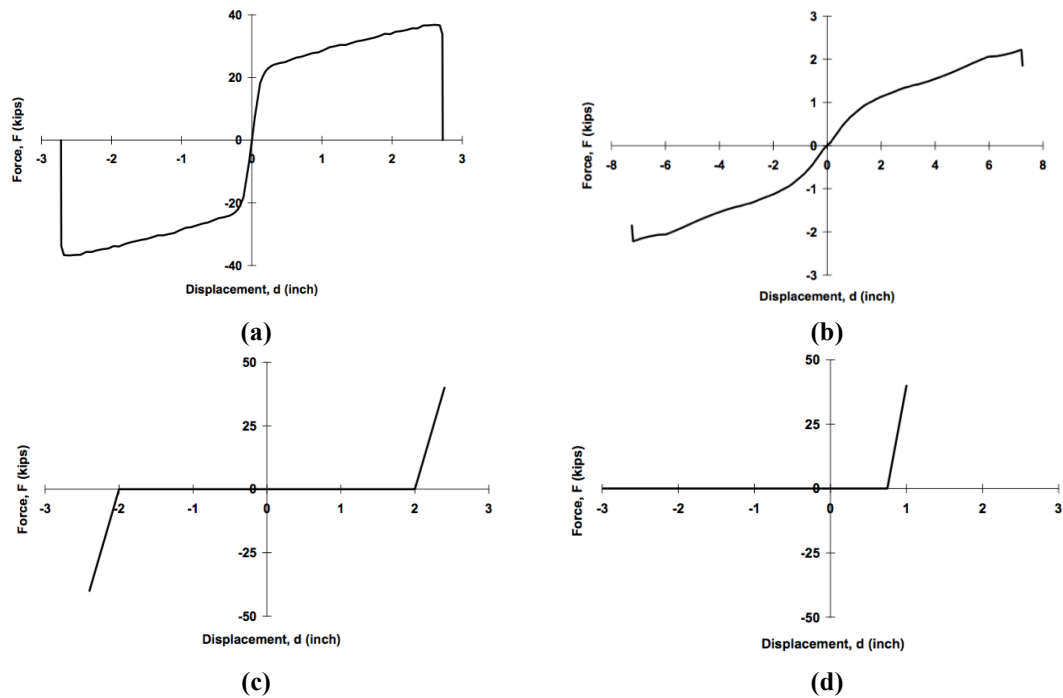 40
20
0
-20
-40
-3 -2 -1 0 1 2 3
Force, F (kips)
Displacement, d (inch)
(a)
3
2
1
0
-1
-2
-3
-8 -6 -4 -2 0 2 4 6 8
Force, F (kips)
Displacement, d (inch)
(b)
50
25
0
-25
-50
-3 -2 -1 0 1 2 3
Force, F (kips)
Displacement, d (inch)
(c)
50
25
0
-25
-50
-3 -2 -1 0 1 2 3
Force, F (kips)
Displacement, d (inch)
(d)